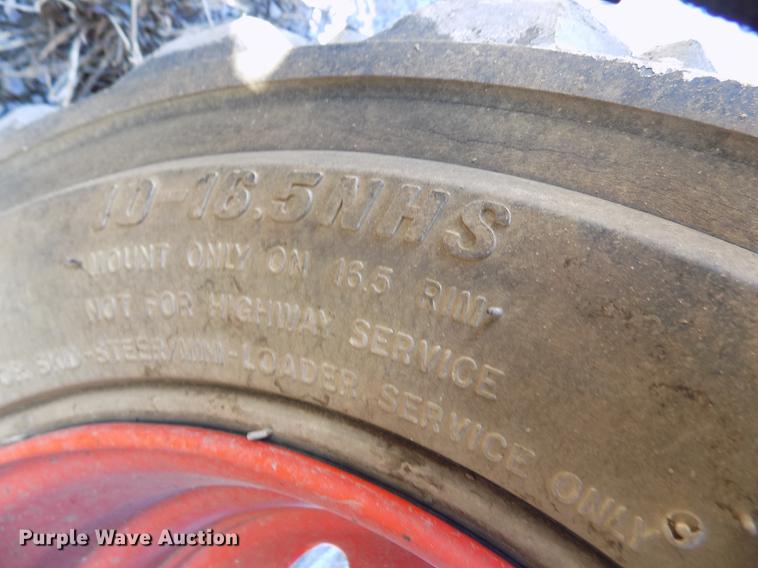 10-16.5NHS
MOUNT ONLY ON 16.5 RIM
NOT FOR HIGHWAY SERVICE
FOR SKID-STEER/MINI-LOADER SERVICE ONLY
Purple Wave Auction